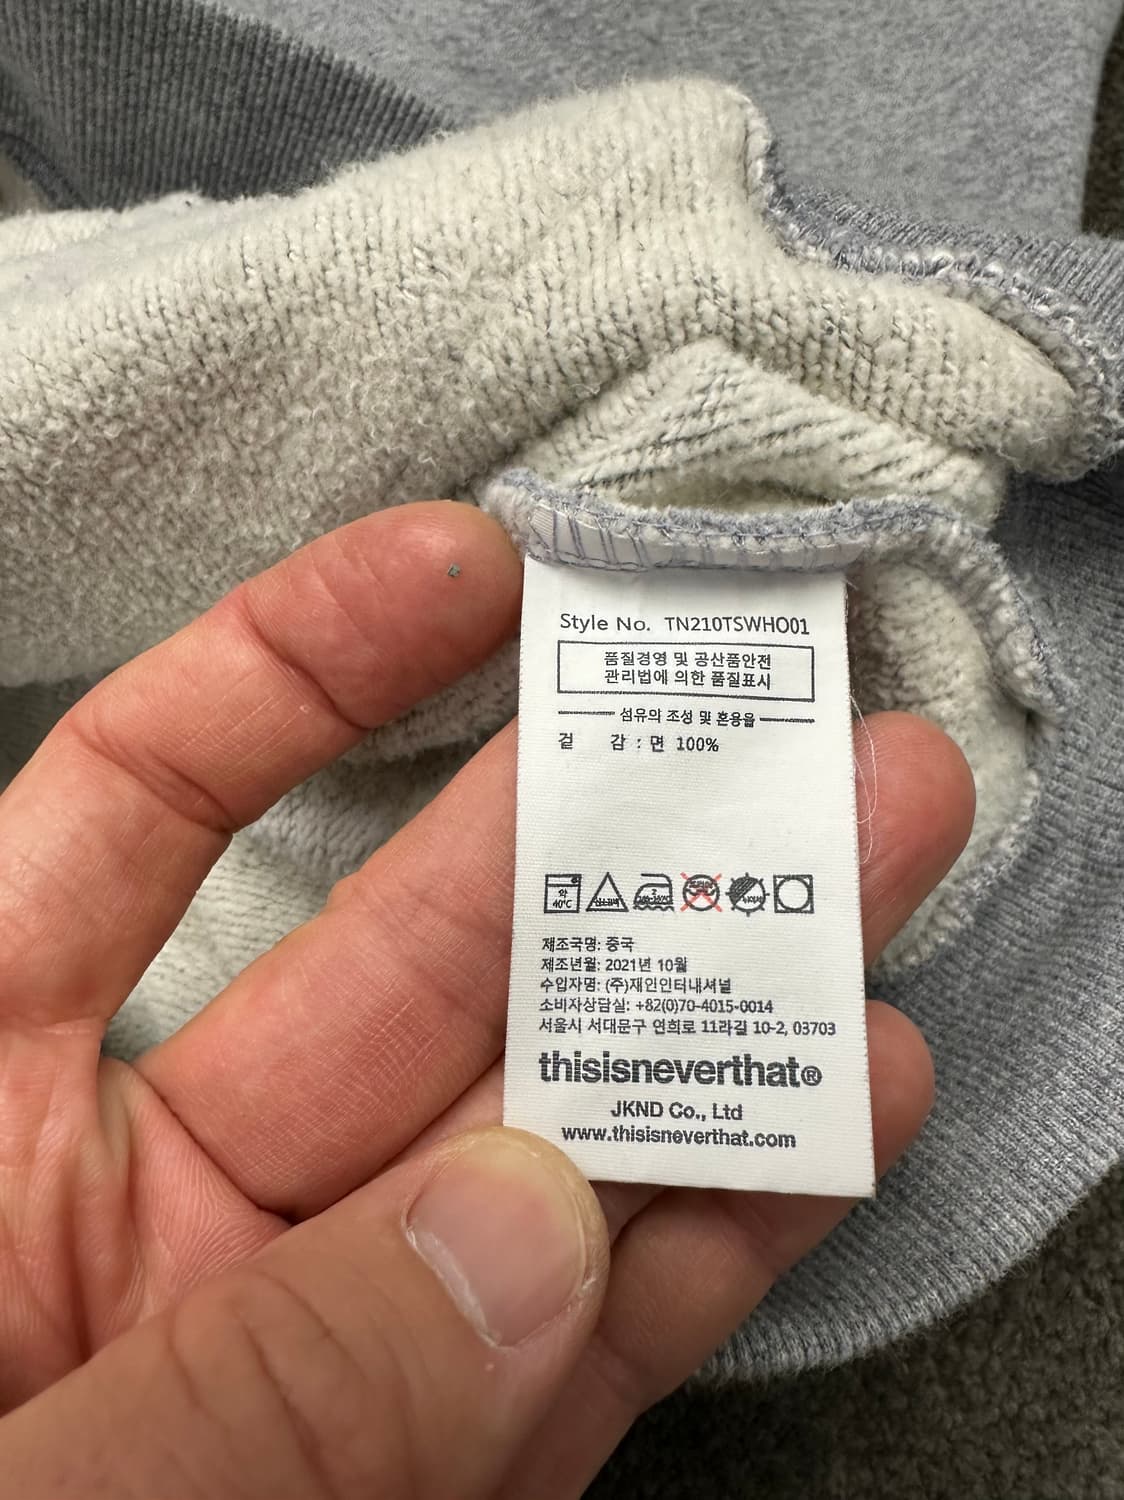 Style No. TN210TSWHO01
품질경영 및 공산품안전
관리법에 의한 품질표시
섬유의 조성 및 혼용율
겉 감 : 면 100%
약
40℃
제조국명: 중국
제조년월: 2021년 10월
수입자명: (주)재인인터내셔널
소비자상담실: +82(0)70-4015-0014
서울시 서대문구 연희로 11라길 10-2, 03703
thisisneverthat®
JKND Co., Ltd
www.thisisneverthat.com